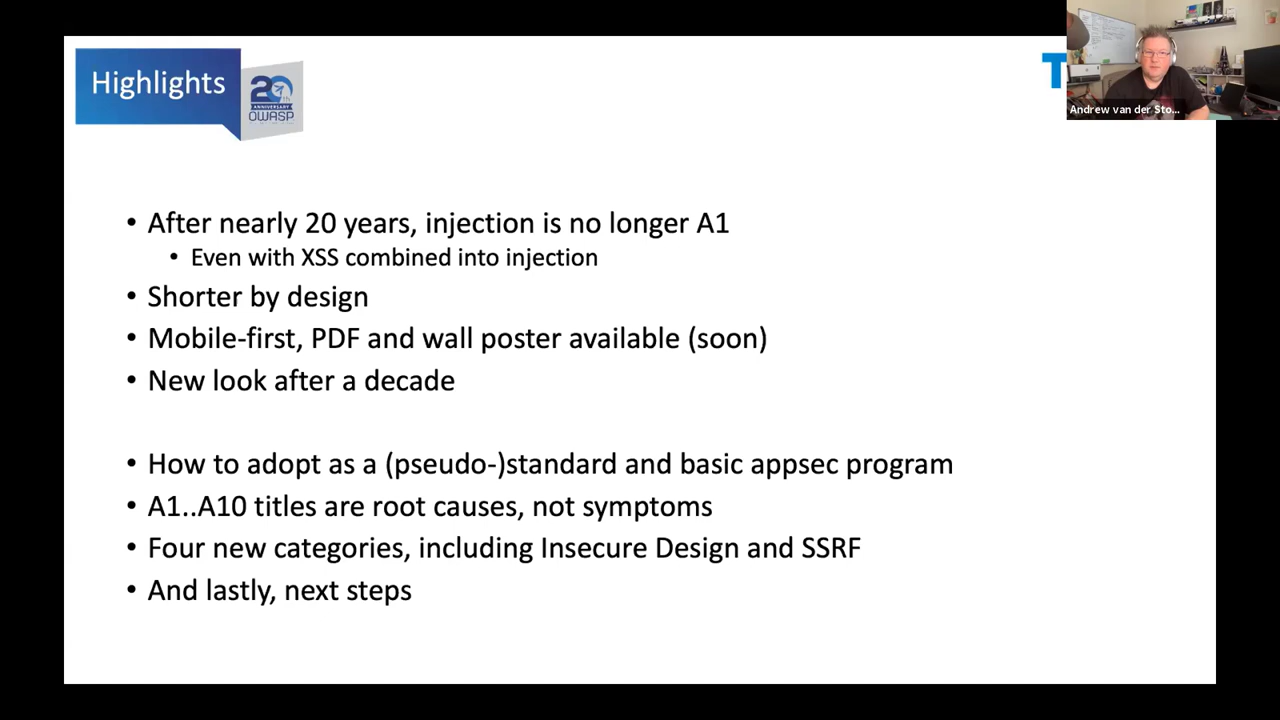 Highlights
20th
ANNIVERSARY
OWASP
T
Andrew van der Sto...
• After nearly 20 years, injection is no longer A1
• Even with XSS combined into injection
• Shorter by design
• Mobile-first, PDF and wall poster available (soon)
• New look after a decade
• How to adopt as a (pseudo-)standard and basic appsec program
• A1..A10 titles are root causes, not symptoms
• Four new categories, including Insecure Design and SSRF
• And lastly, next steps